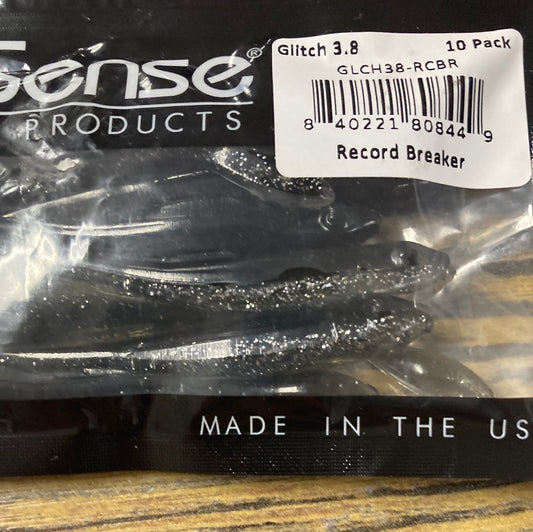 Sense®
PRODUCTS
Glitch 3.8 10 Pack
GLCH38-RCBR
8 40221 80844 9
Record Breaker
MADE IN THE US